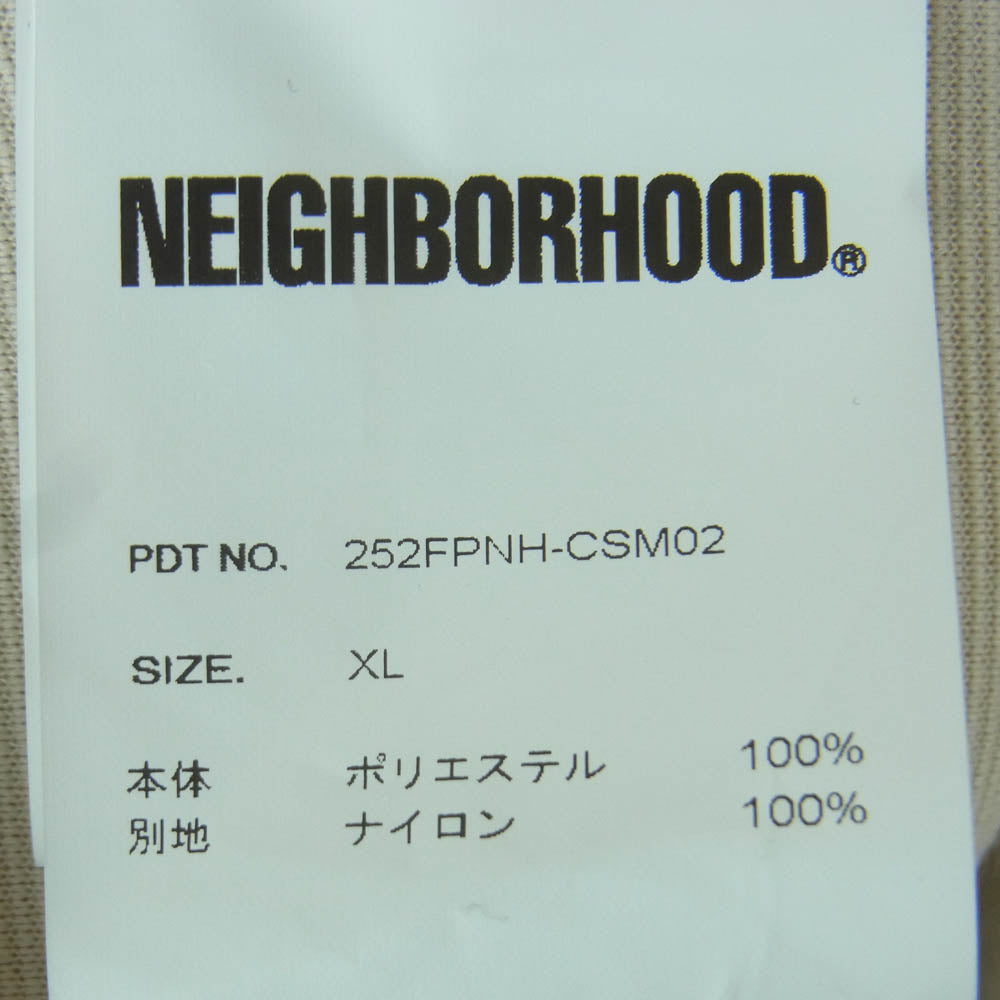 NEIGHBORHOOD®
PDT NO. 252FPNH-CSM02
SIZE. XL
本体 ポリエステル 100%
別地 ナイロン 100%